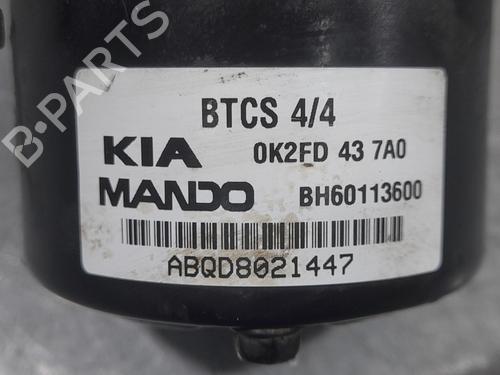 B-PARTS
BTCS 4/4
KIA 0K2FD 43 7A0
MANDO BH60113600
ABQD8021447